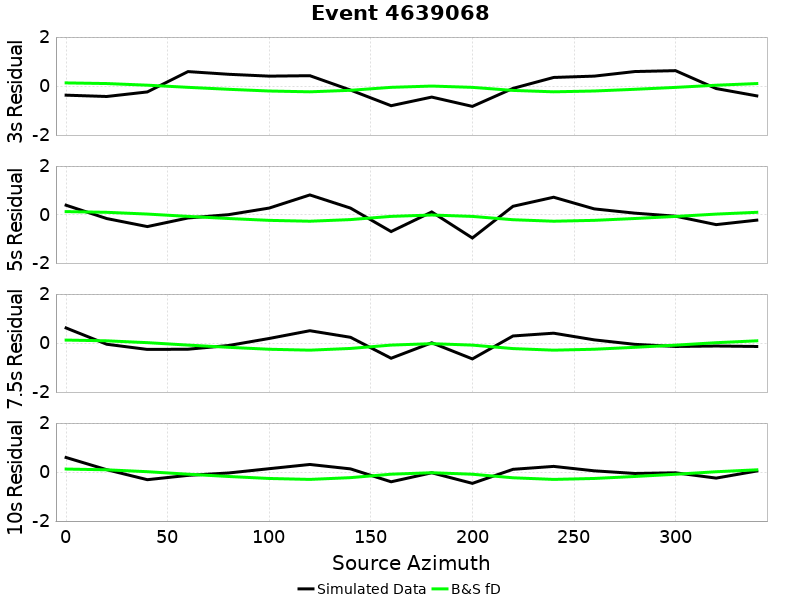 Event 4639068
3s Residual
2
0
-2
5s Residual
2
0
-2
7.5s Residual
2
0
-2
10s Residual
2
0
-2
0 50 100 150 200 250 300
Source Azimuth
Simulated Data B&S fD